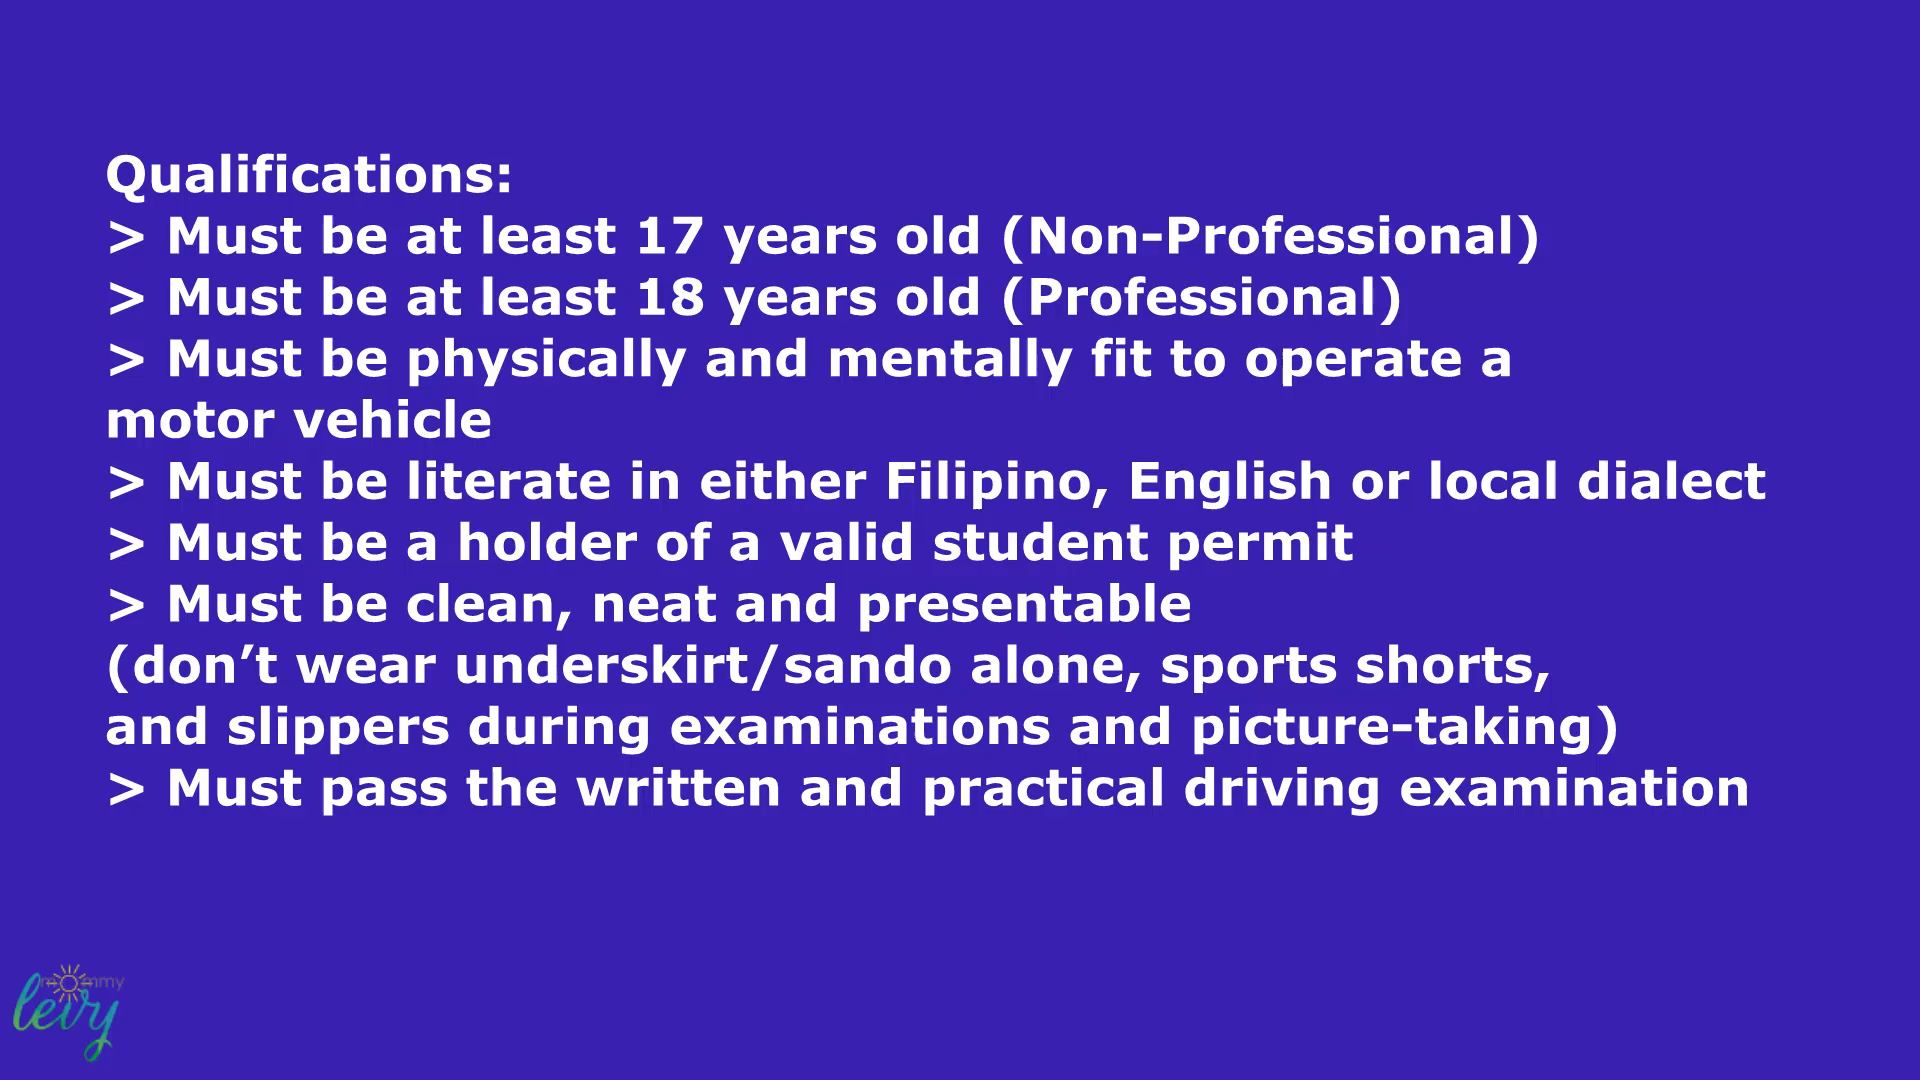 Qualifications:
> Must be at least 17 years old (Non-Professional)
> Must be at least 18 years old (Professional)
> Must be physically and mentally fit to operate a
motor vehicle
> Must be literate in either Filipino, English or local dialect
> Must be a holder of a valid student permit
> Must be clean, neat and presentable
(don’t wear underskirt/sando alone, sports shorts,
and slippers during examinations and picture-taking)
> Must pass the written and practical driving examination
mommy
levy